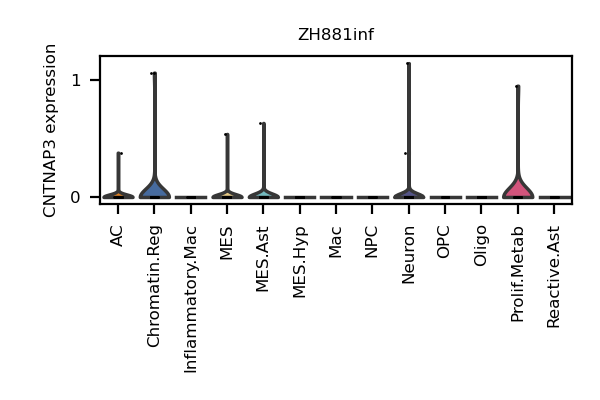 ZH881inf
CNTNAP3 expression
1
0
AC
Chromatin.Reg
Inflammatory.Mac
MES
MES.Ast
MES.Hyp
Mac
NPC
Neuron
OPC
Oligo
Prolif.Metab
Reactive.Ast